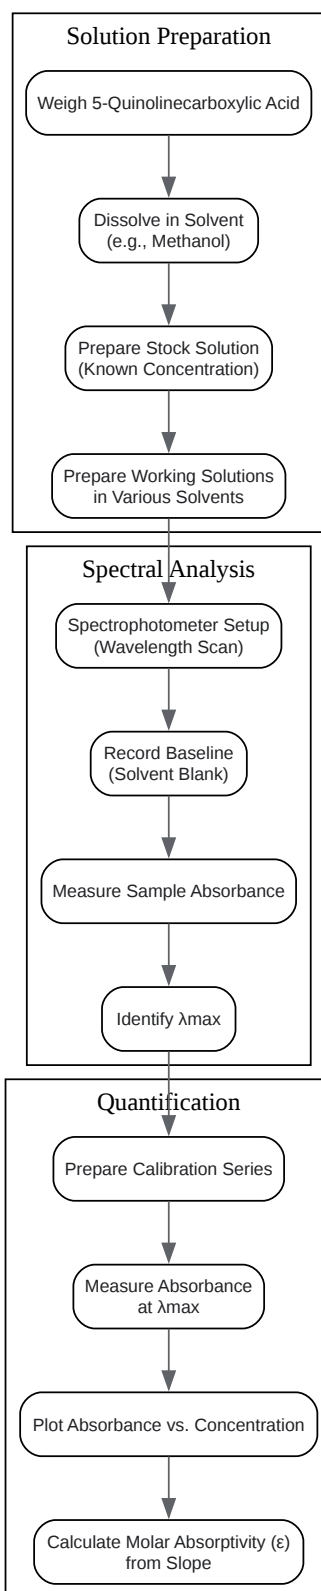 Solution Preparation
Weigh 5-Quinolinecarboxylic Acid
Dissolve in Solvent
(e.g., Methanol)
Prepare Stock Solution
(Known Concentration)
Prepare Working Solutions
in Various Solvents
Spectral Analysis
Spectrophotometer Setup
(Wavelength Scan)
Record Baseline
(Solvent Blank)
Measure Sample Absorbance
Identify λmax
Quantification
Prepare Calibration Series
Measure Absorbance
at λmax
Plot Absorbance vs. Concentration
Calculate Molar Absorptivity (ε)
from Slope